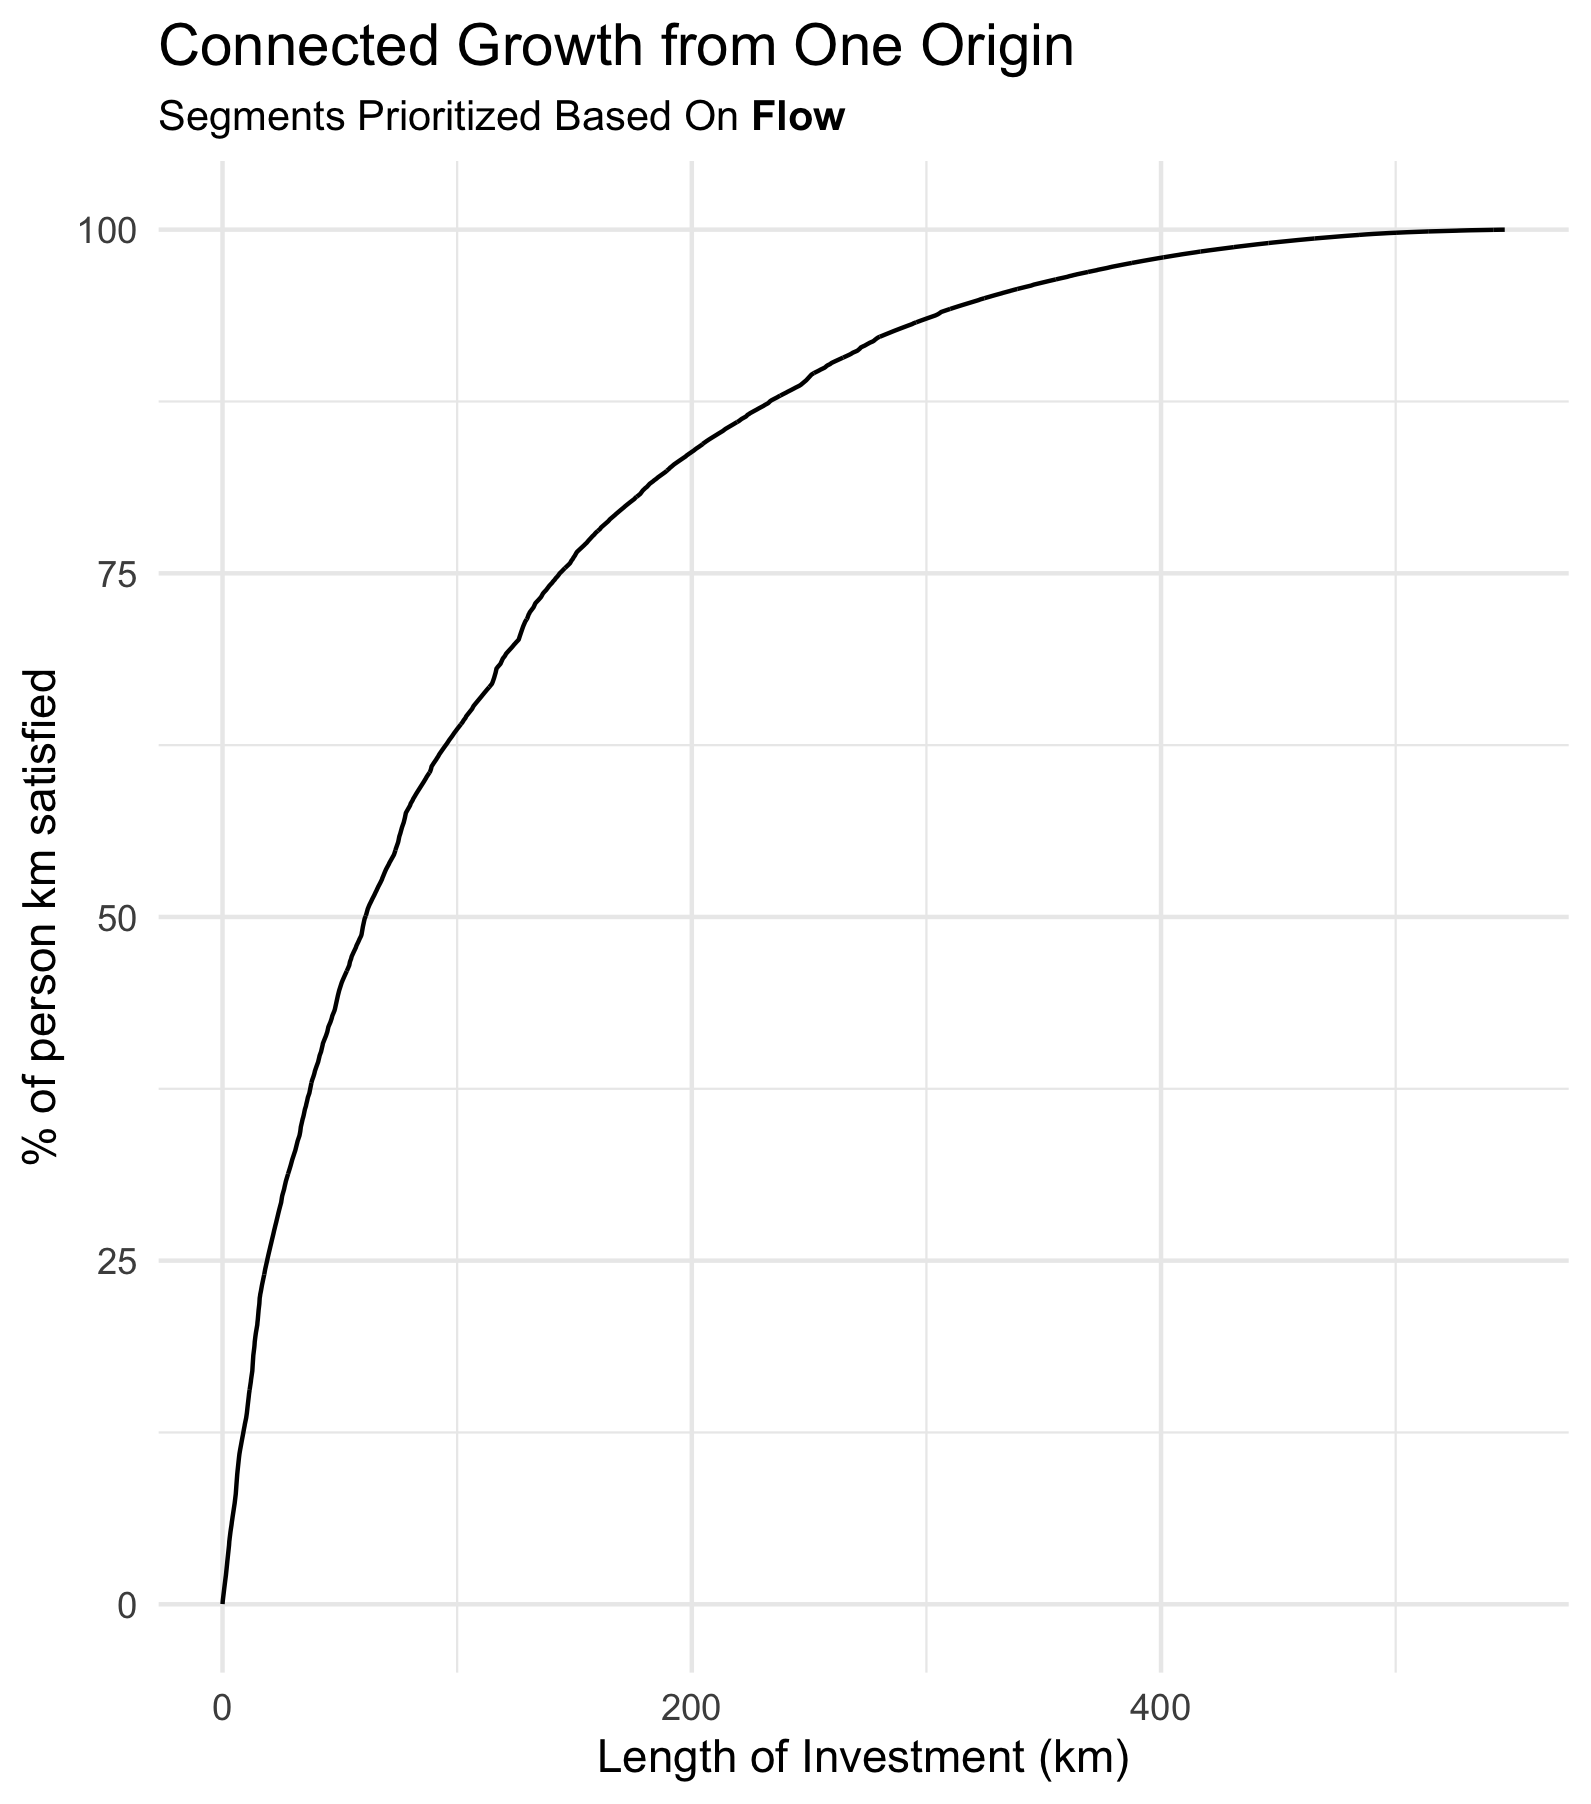 Connected Growth from One Origin
Segments Prioritized Based On Flow
100
75
50
25
0
% of person km satisfied
0 200 400
Length of Investment (km)